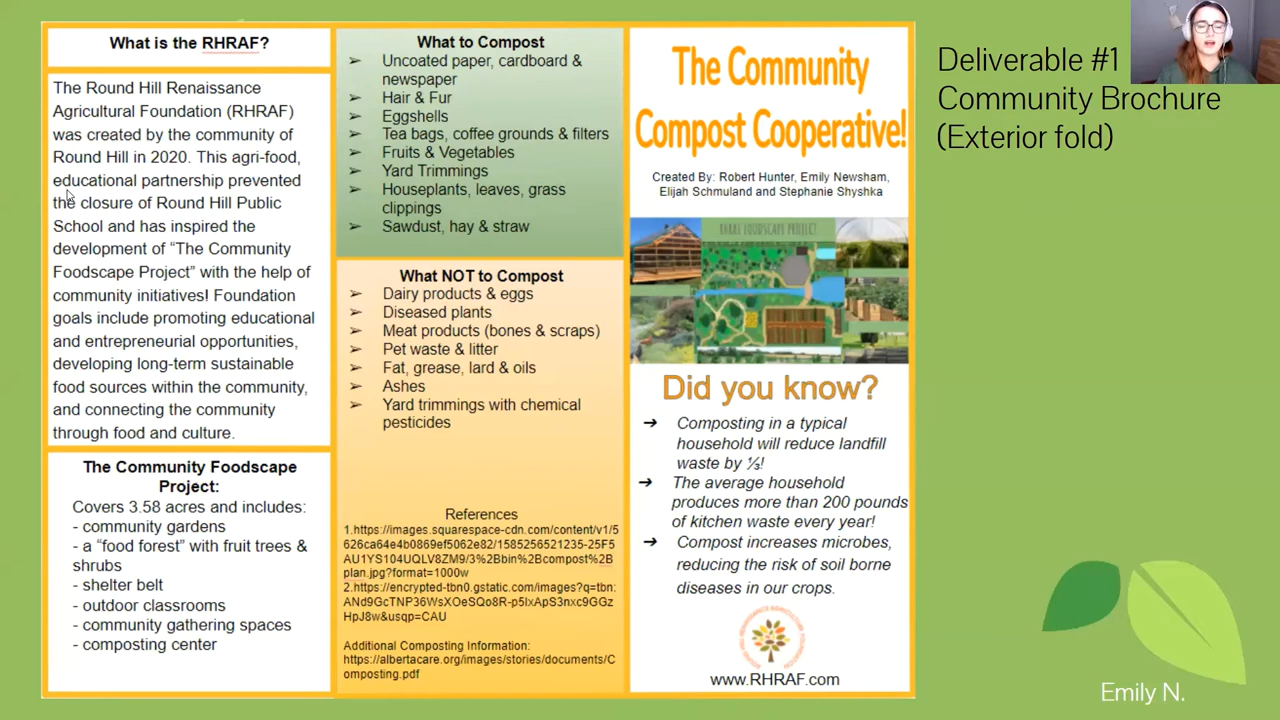 What is the RHRAF?
The Round Hill Renaissance
Agricultural Foundation (RHRAF)
was created by the community of
Round Hill in 2020. This agri-food,
educational partnership prevented
the closure of Round Hill Public
School and has inspired the
development of “The Community
Foodscape Project” with the help of
community initiatives! Foundation
goals include promoting educational
and entrepreneurial opportunities,
developing long-term sustainable
food sources within the community,
and connecting the community
through food and culture.
The Community Foodscape
Project:
Covers 3.58 acres and includes:
- community gardens
- a “food forest” with fruit trees &
shrubs
- shelter belt
- outdoor classrooms
- community gathering spaces
- composting center
What to Compost
➢ Uncoated paper, cardboard &
newspaper
➢ Hair & Fur
➢ Eggshells
➢ Tea bags, coffee grounds & filters
➢ Fruits & Vegetables
➢ Yard Trimmings
➢ Houseplants, leaves, grass
clippings
➢ Sawdust, hay & straw
What NOT to Compost
➢ Dairy products & eggs
➢ Diseased plants
➢ Meat products (bones & scraps)
➢ Pet waste & litter
➢ Fat, grease, lard & oils
➢ Ashes
➢ Yard trimmings with chemical
pesticides
References
1.https://images.squarespace-cdn.com/content/v1/5
626ca64e4b0869ef5062e82/1585256521235-25F5
AU1YS104UQLV8ZM9/3%2Bbin%2Bcompost%2B
plan.jpg?format=1000w
2.https://encrypted-tbn0.gstatic.com/images?q=tbn:
ANd9GcTNP36WsXOeSQo8R-p5IxApS3nxc9GGz
HpJ8w&usqp=CAU
Additional Composting Information:
https://albertacare.org/images/stories/documents/C
omposting.pdf
The Community
Compost Cooperative!
Created By: Robert Hunter, Emily Newsham,
Elijah Schmuland and Stephanie Shyshka
RURAL FOODSCAPE PROJECT
Did you know?
➔ Composting in a typical
household will reduce landfill
waste by ⅓!
➔ The average household
produces more than 200 pounds
of kitchen waste every year!
➔ Compost increases microbes,
reducing the risk of soil borne
diseases in our crops.
ROUND HILL RENAISSANCE AGRICULTURE FOUNDATION
www.RHRAF.com
Deliverable #1
Community Brochure
(Exterior fold)
Emily N.